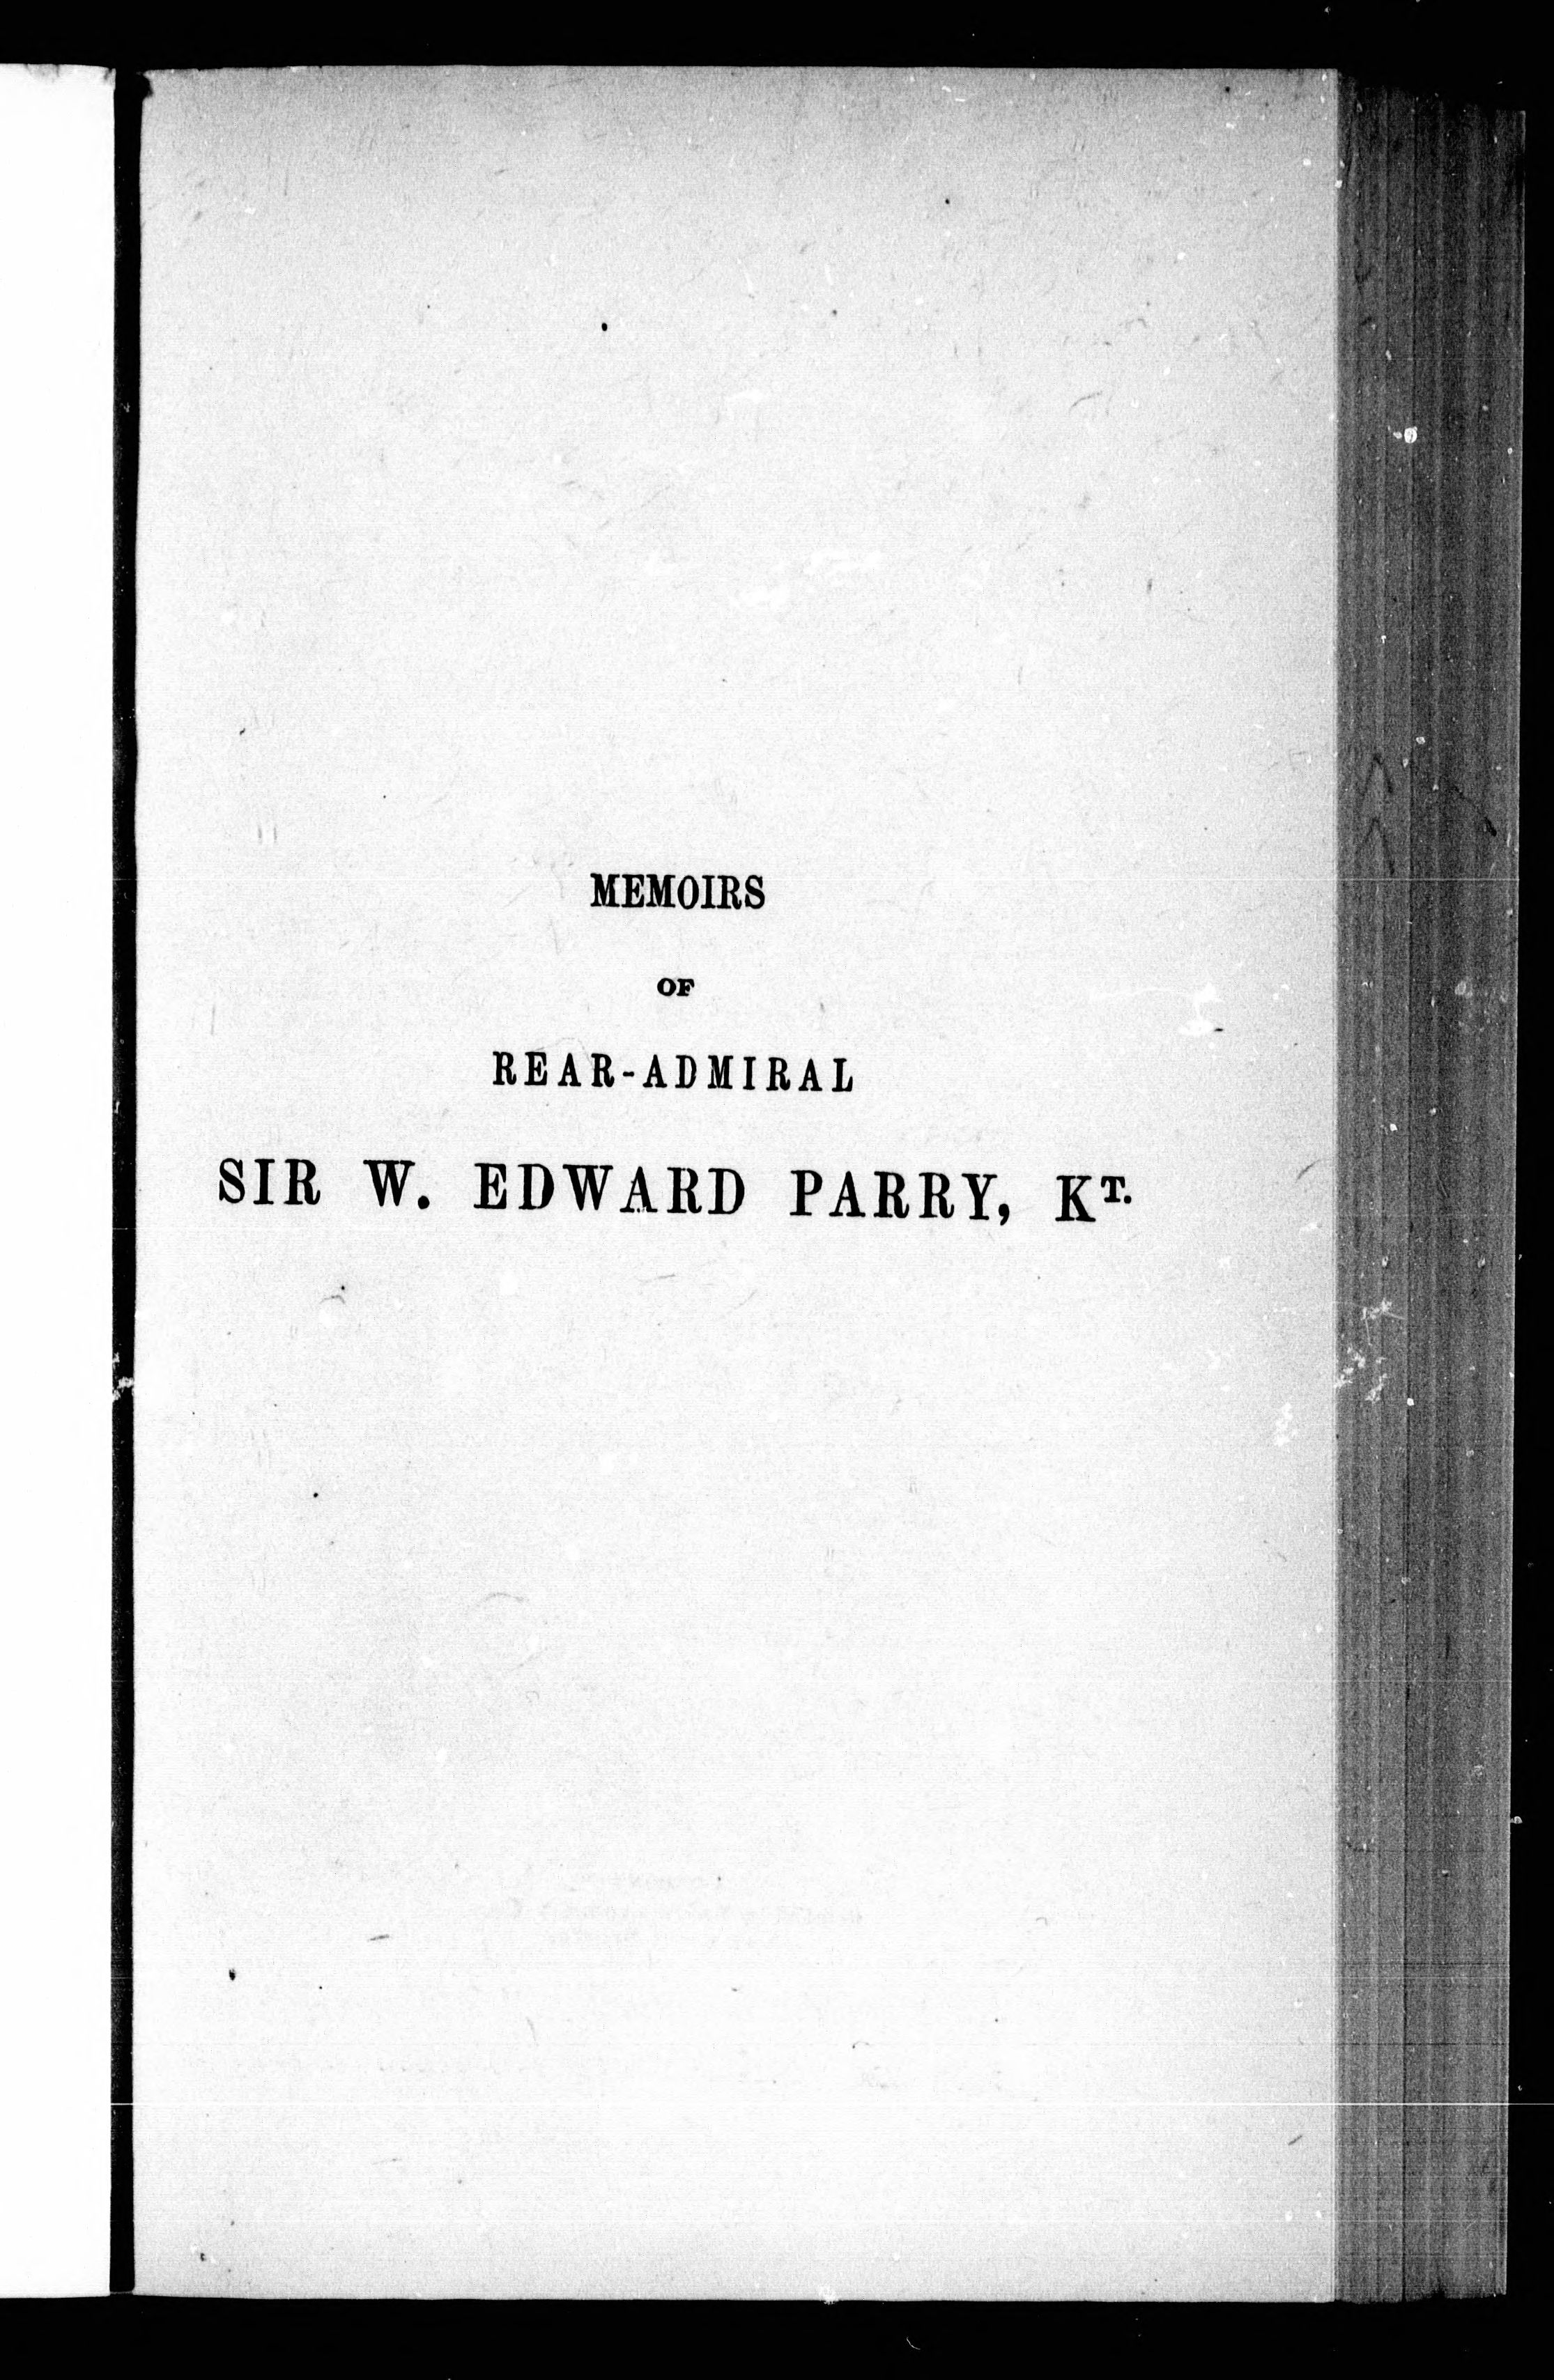 MEMOIRS
OF
REAR-ADMIRAL
SIR W. EDWARD PARRY, KT.